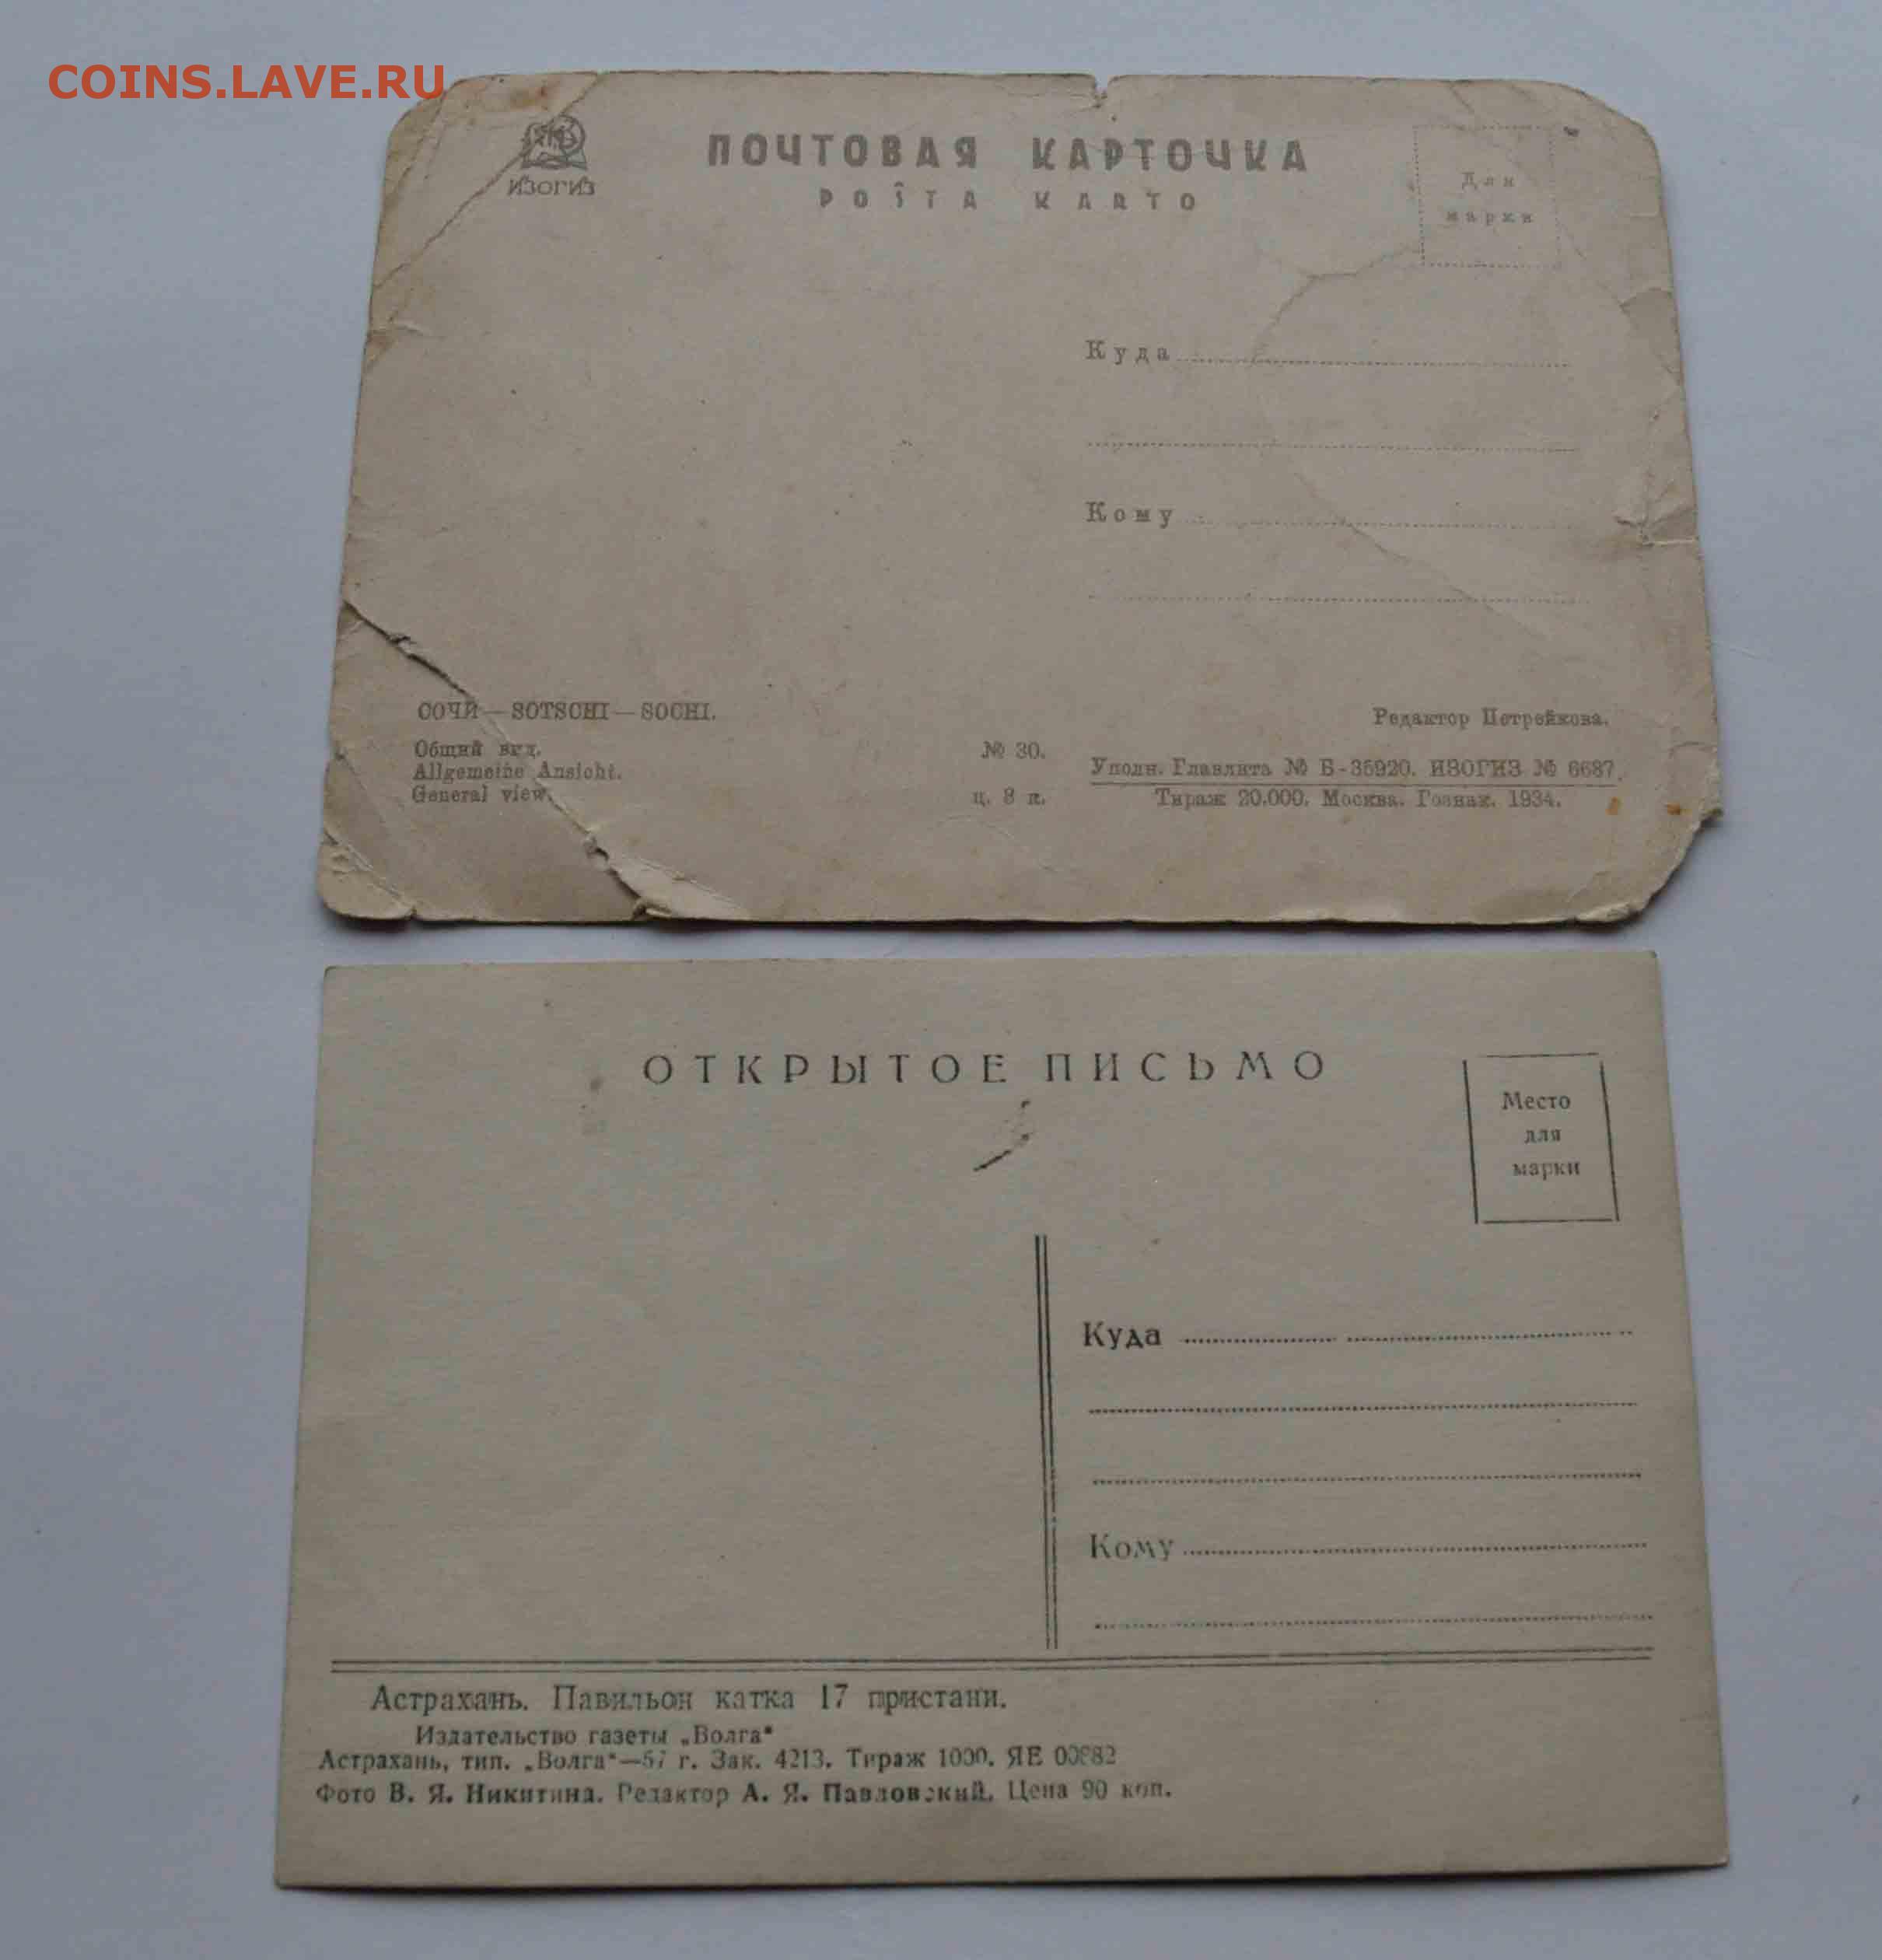 COINS.LAVE.RU
ИЗОГИЗ
ПОЧТОВАЯ КАРТОЧКА
POŜTA KARTO
Для
марки
Куда
Кому
СОЧИ — SOTSCHI — SOCHI.
Общий вид.
Allgemeine Ansicht.
General view.
№ 30.
ц. 8 к.
Редактор Петрейкова.
Уполн. Главлита № Б-35920. ИЗОГИЗ № 6687.
Тираж 20.000. Москва. Гознак. 1934.
ОТКРЫТОЕ ПИСЬМО
Место
для
марки
Куда
Кому
Астрахань. Павильон катка 17 пристани.
Издательство газеты „Волга“
Астрахань, тип. „Волга“—57 г. Зак. 4213. Тираж 1000. ЯЕ
Фото В. Я. Никитина. Редактор А. Я. Павловский. Цена 90 коп.